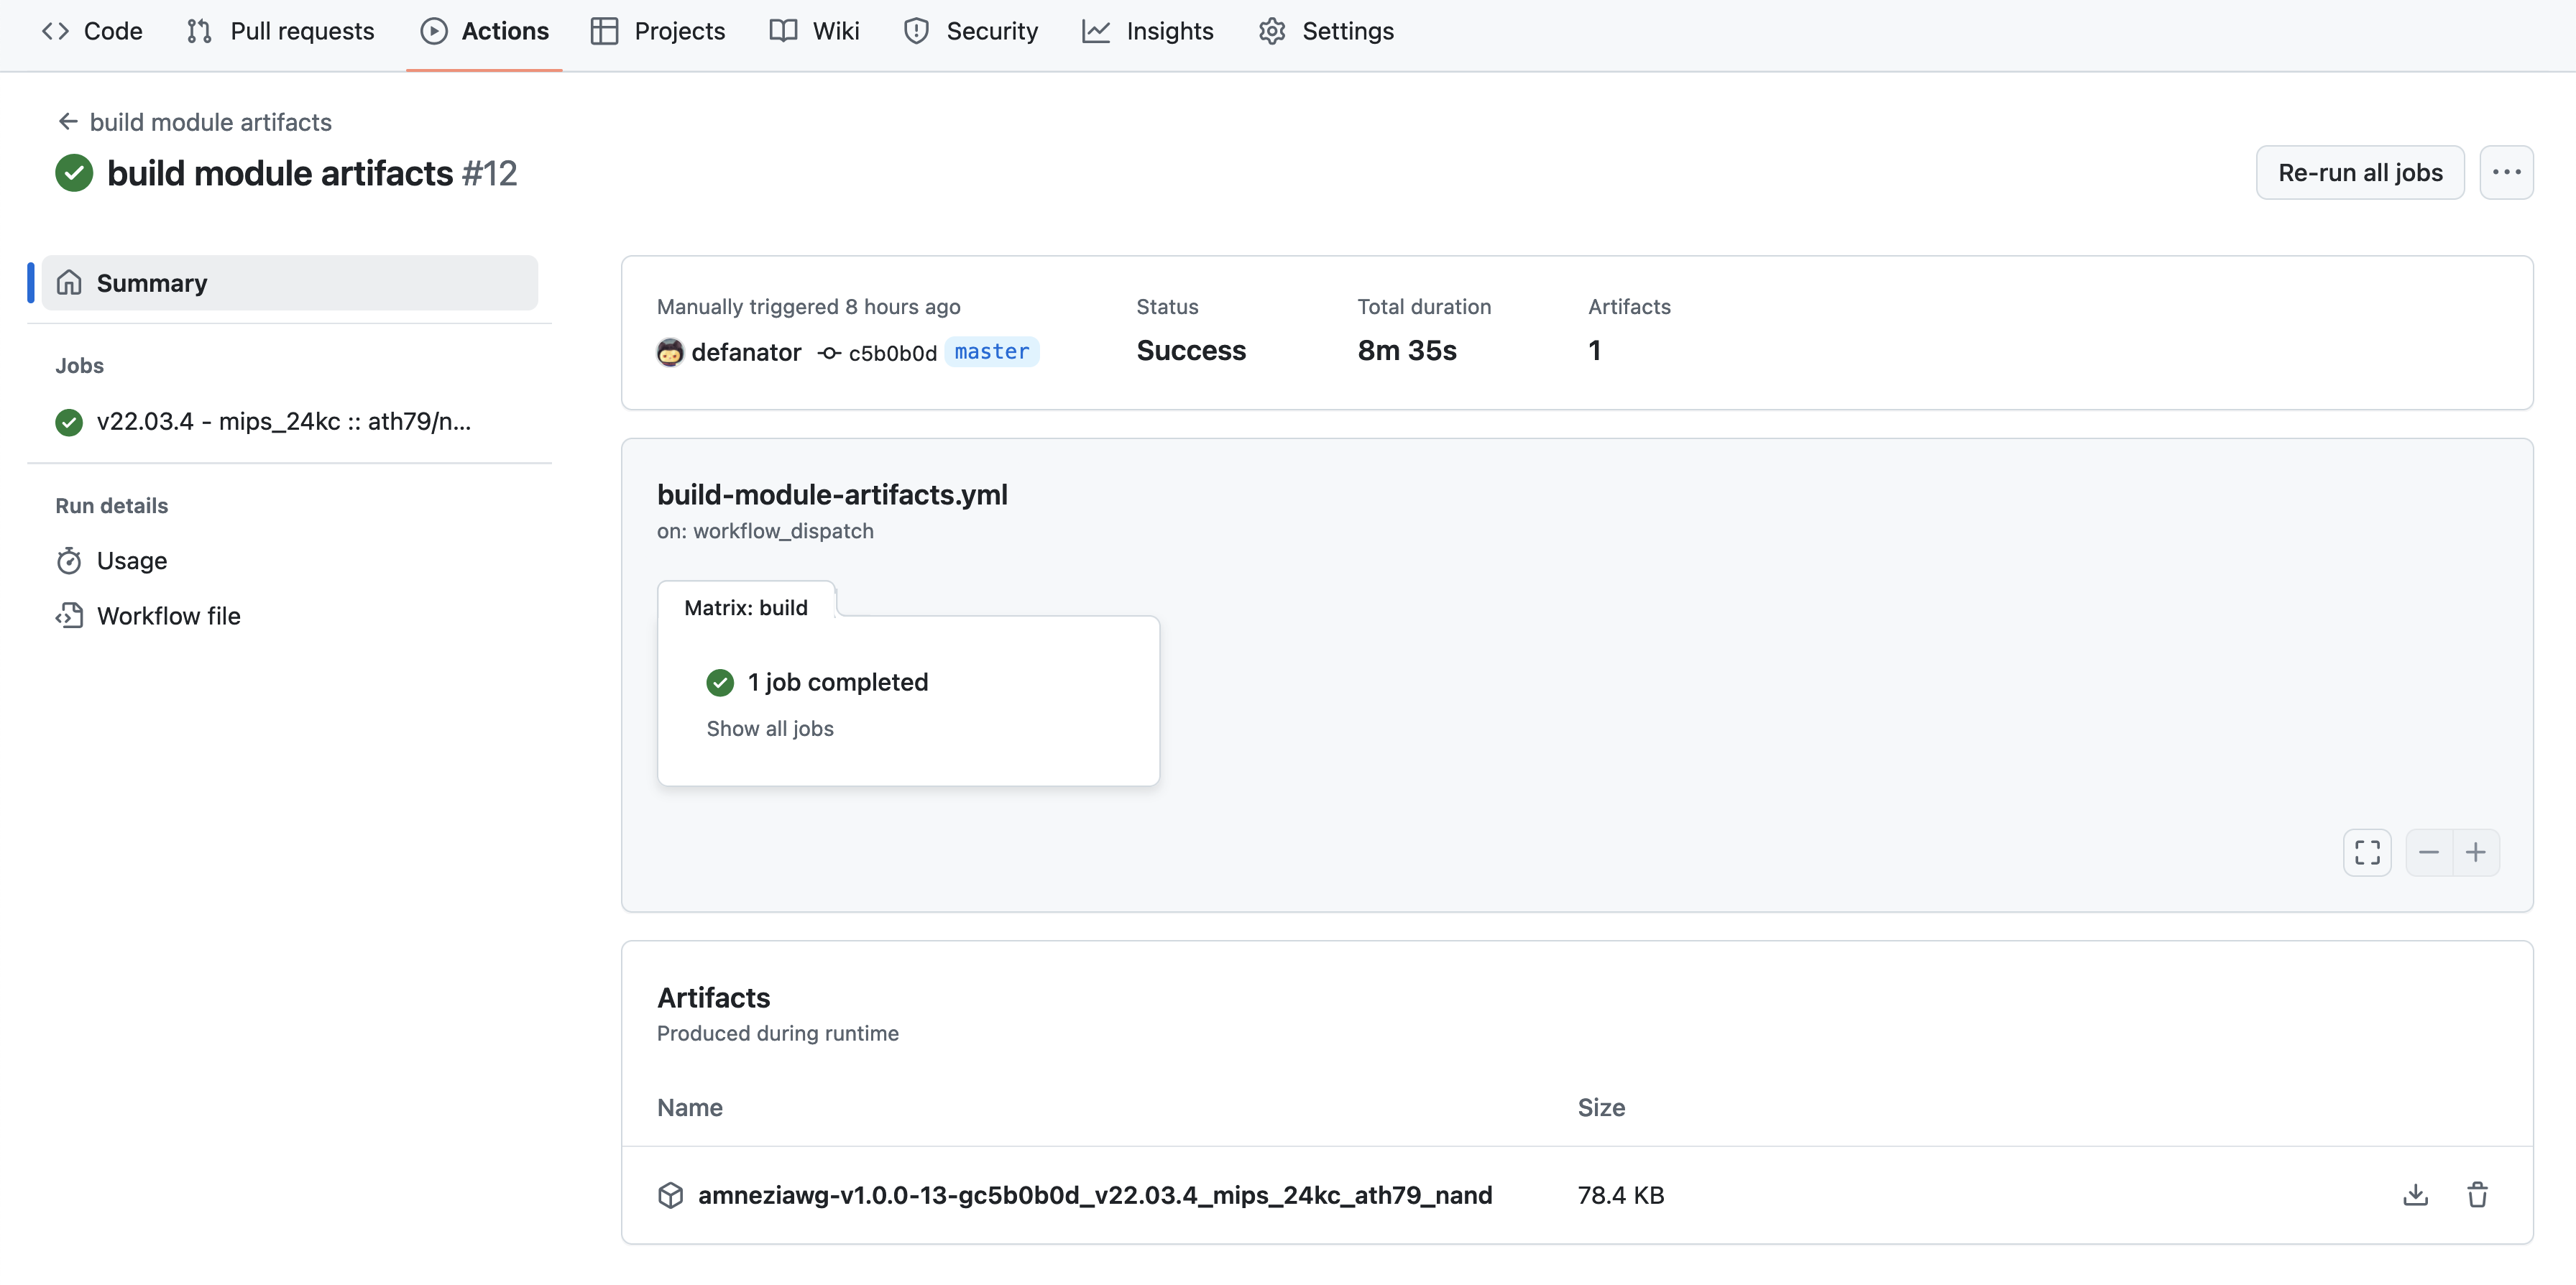 Code Pull requests Actions Projects Wiki Security Insights Settings
build module artifacts
build module artifacts #12
Re-run all jobs
Summary
Jobs
v22.03.4 - mips_24kc :: ath79/n...
Run details
Usage
Workflow file
Manually triggered 8 hours ago
defanator c5b0b0d master
Status
Success
Total duration
8m 35s
Artifacts
1
build-module-artifacts.yml
on: workflow_dispatch
Matrix: build
1 job completed
Show all jobs
Artifacts
Produced during runtime
Name Size
amneziawg-v1.0.0-13-gc5b0b0d_v22.03.4_mips_24kc_ath79_nand 78.4 KB